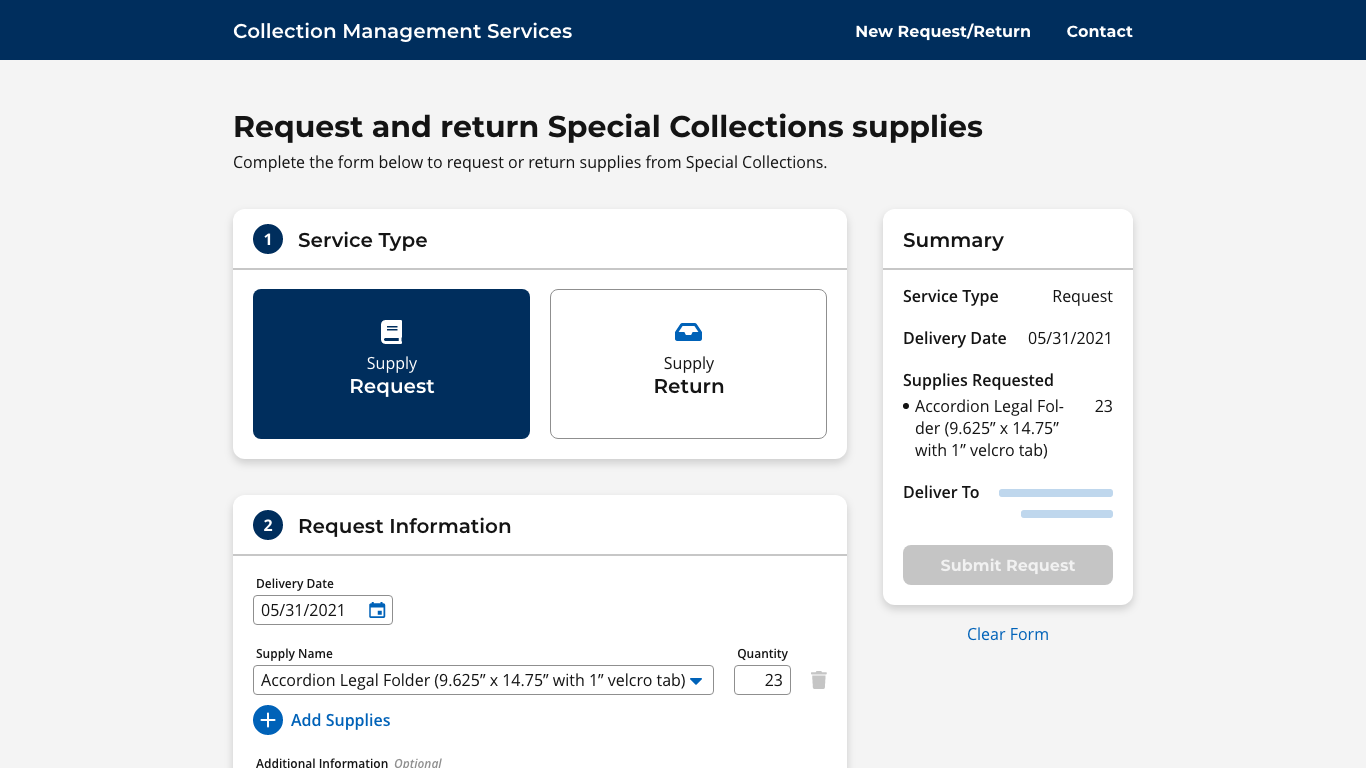 Collection Management Services
New Request/Return
Contact
Request and return Special Collections supplies
Complete the form below to request or return supplies from Special Collections.
1
Service Type
Supply
Request
Supply
Return
2
Request Information
Delivery Date
05/31/2021
Supply Name
Quantity
Accordion Legal Folder (9.625” x 14.75” with 1” velcro tab)
23
Add Supplies
Additional Information Optional
Summary
Service Type Request
Delivery Date 05/31/2021
Supplies Requested
• Accordion Legal Fol- 23
der (9.625” x 14.75”
with 1” velcro tab)
Deliver To
Submit Request
Clear Form